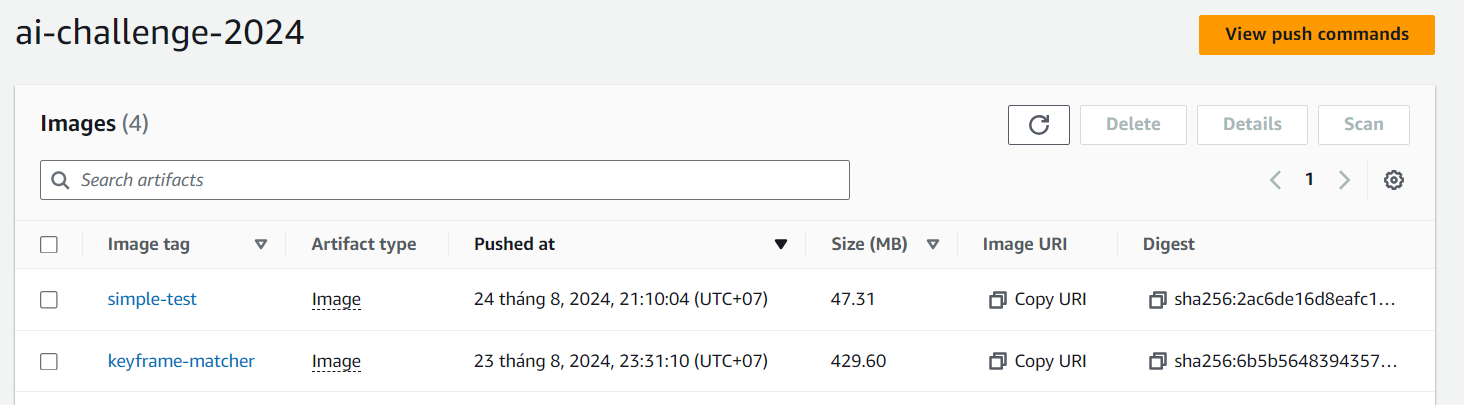 ai-challenge-2024
View push commands
Images (4)
Delete
Details
Scan
Search artifacts
1
Image tag Artifact type Pushed at Size (MB) Image URI Digest
simple-test Image 24 tháng 8, 2024, 21:10:04 (UTC+07) 47.31 Copy URI sha256:2ac6de16d8eafc1...
keyframe-matcher Image 23 tháng 8, 2024, 23:31:10 (UTC+07) 429.60 Copy URI sha256:6b5b5648394357...